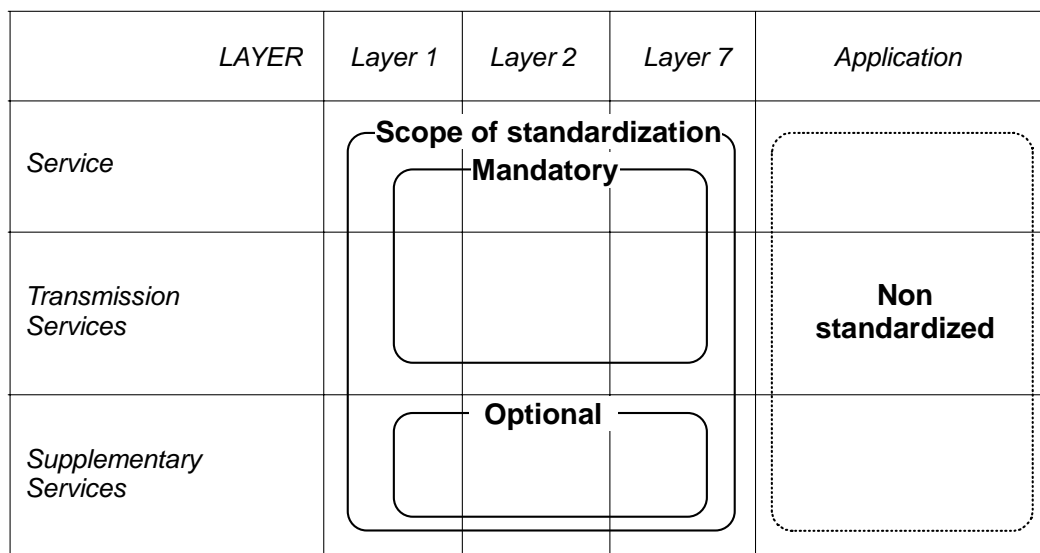 LAYER Layer 1 Layer 2 Layer 7 Application
Scope of standardization
Service
Mandatory
Transmission
Services
Non
standardized
Optional
Supplementary
Services